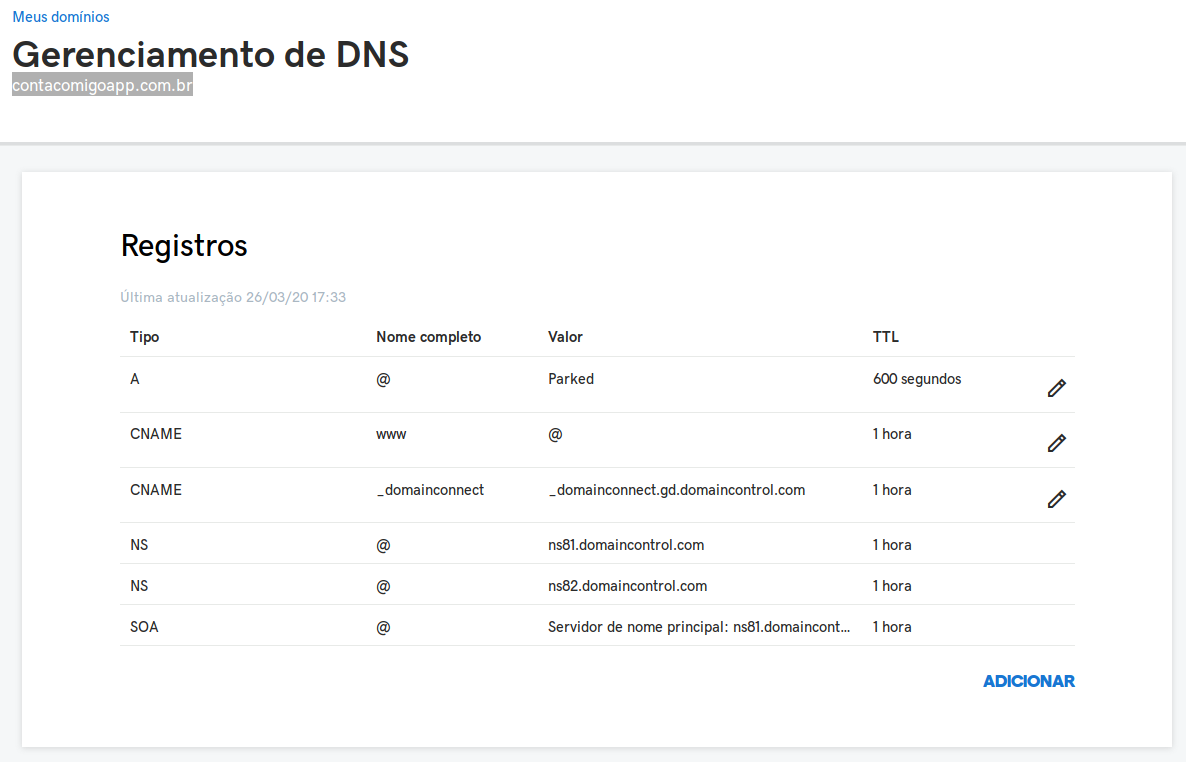 Meus domínios
Gerenciamento de DNS
contacomigoapp.com.br
Registros
Última atualização 26/03/20 17:33
Tipo Nome completo Valor TTL
A @ Parked 600 segundos
CNAME www @ 1 hora
CNAME _domainconnect _domainconnect.gd.domaincontrol.com 1 hora
NS @ ns81.domaincontrol.com 1 hora
NS @ ns82.domaincontrol.com 1 hora
SOA @ Servidor de nome principal: ns81.domaincont... 1 hora
ADICIONAR